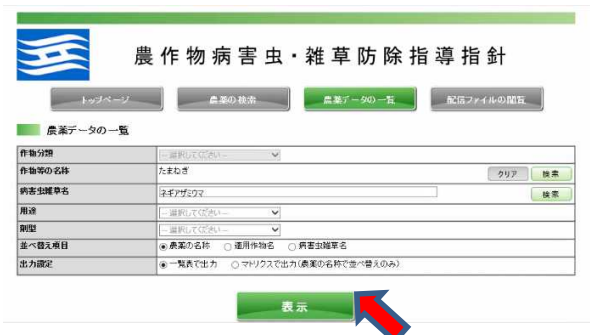 農作物病害虫・雑草防除指導指針
トップページ 農薬の検索 農薬データの一覧 配信ファイルの閲覧
農薬データの一覧
作物分類 -- 選択してください --
作物等の名称 たまねぎ クリア 検索
病害虫雑草名 ネギアザミウマ 検索
用途 -- 選択してください --
剤型 -- 選択してください --
並べ替え項目 農薬の名称 適用作物名 病害虫雑草名
出力設定 一覧表で出力 マトリクスで出力(農薬の名称で並べ替えのみ)
表示